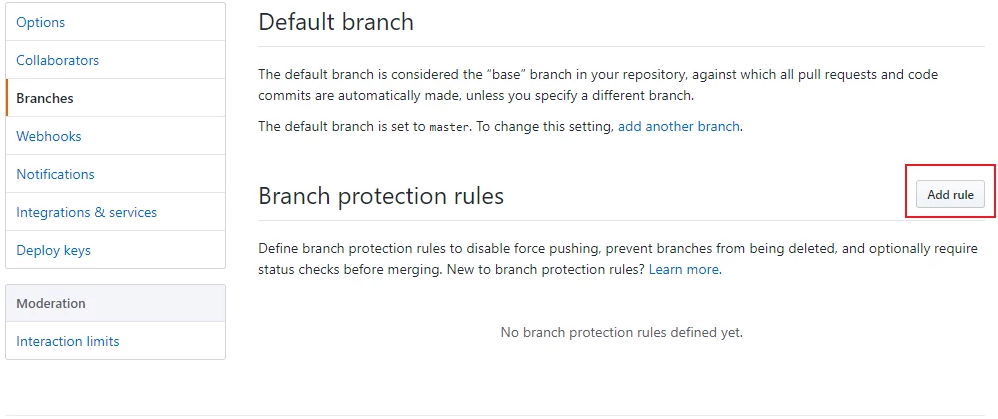 Options
Collaborators
Branches
Webhooks
Notifications
Integrations & services
Deploy keys
Moderation
Interaction limits
Default branch
The default branch is considered the “base” branch in your repository, against which all pull requests and code
commits are automatically made, unless you specify a different branch.
The default branch is set to master. To change this setting, add another branch.
Branch protection rules
Add rule
Define branch protection rules to disable force pushing, prevent branches from being deleted, and optionally require
status checks before merging. New to branch protection rules? Learn more.
No branch protection rules defined yet.